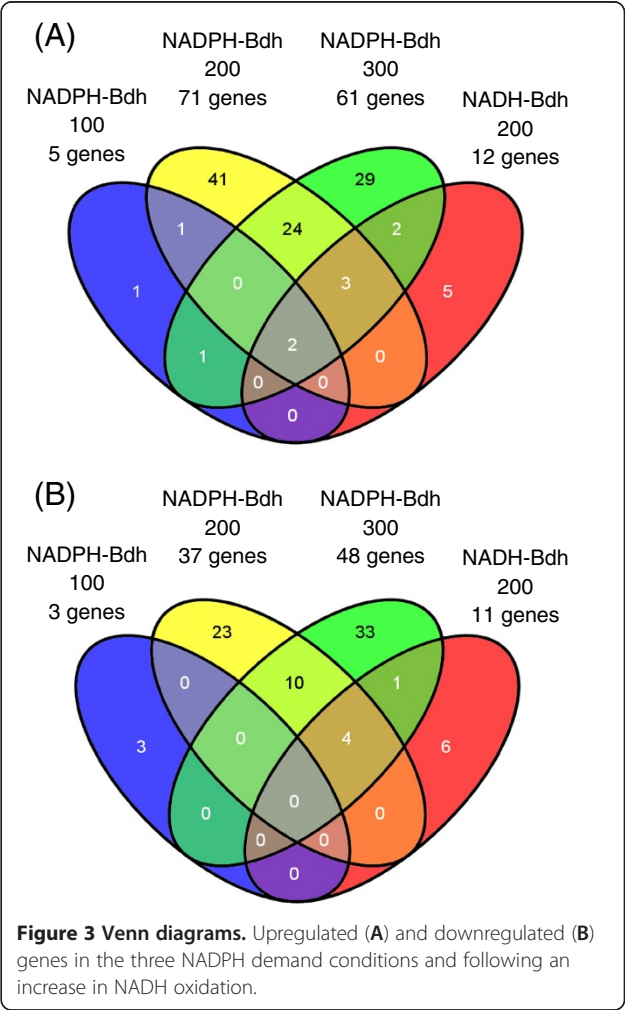 (A)
NADPH-Bdh
200
71 genes
NADPH-Bdh
300
61 genes
NADPH-Bdh
100
5 genes
NADH-Bdh
200
12 genes
41
29
1
24
2
1
0
3
5
1
2
0
0
0
0
(B)
NADPH-Bdh
200
37 genes
NADPH-Bdh
300
48 genes
NADPH-Bdh
100
3 genes
NADH-Bdh
200
11 genes
23
33
0
10
1
3
0
4
6
0
0
0
0
0
0
Figure 3 Venn diagrams. Upregulated (A) and downregulated (B)
genes in the three NADPH demand conditions and following an
increase in NADH oxidation.